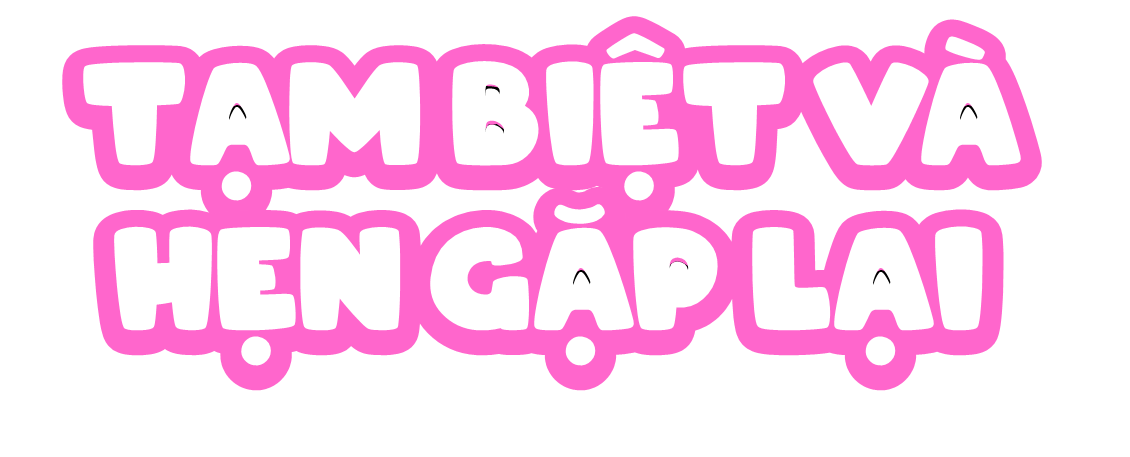 TẠM BIỆT VÀ
HẸN GẶP LẠI